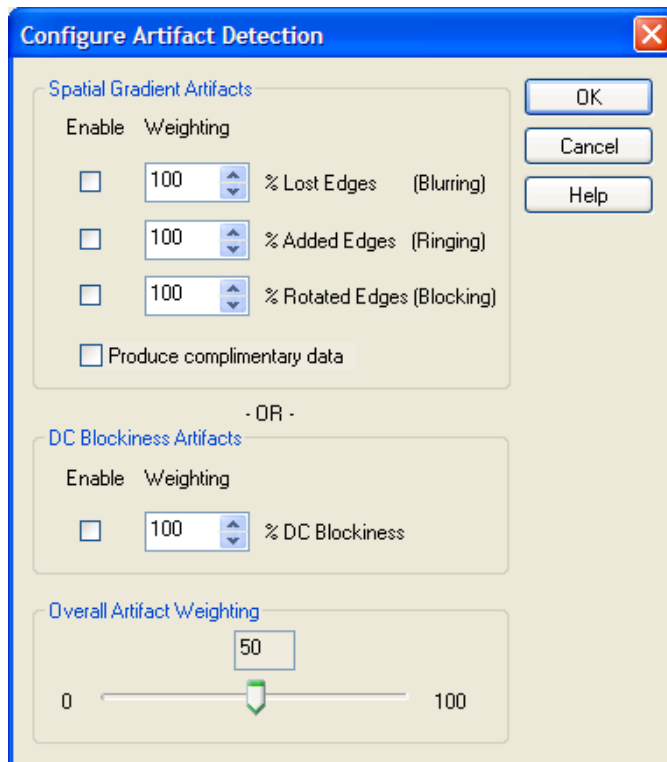 Configure Artifact Detection
Spatial Gradient Artifacts
Enable Weighting
100 % Lost Edges (Blurring)
100 % Added Edges (Ringing)
100 % Rotated Edges (Blocking)
Produce complimentary data
OK
Cancel
Help
- OR -
DC Blockiness Artifacts
Enable Weighting
100 % DC Blockiness
Overall Artifact Weighting
50
0 100